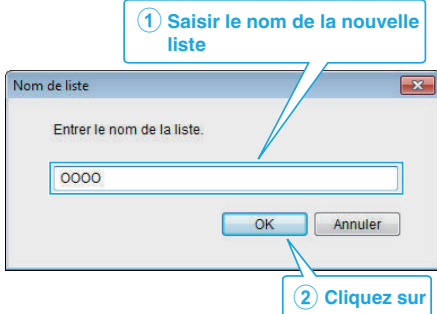 ① Saisir le nom de la nouvelle
liste
Nom de liste
Entrer le nom de la liste.
OOOO
OK Annuler
② Cliquez sur